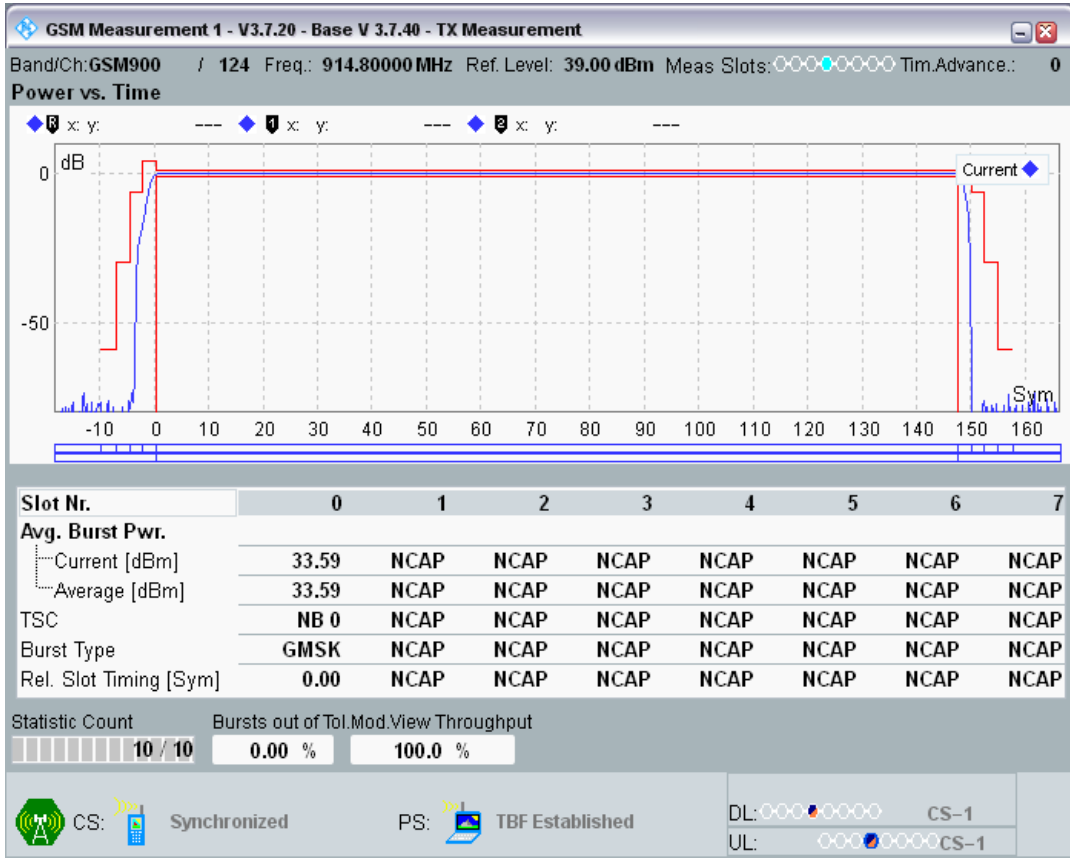 GSM Measurement 1 - V3.7.20 - Base V 3.7.40 - TX Measurement
Band/Ch:GSM900 / 124 Freq.: 914.80000 MHz Ref. Level: 39.00 dBm Meas Slots: Tim.Advance.: 0
Power vs. Time
R x: y: --- 1 x: y: --- 2 x: y: ---
dB
0
Current
-50
Sym
-10 0 10 20 30 40 50 60 70 80 90 100 110 120 130 140 150 160
Slot Nr. 0 1 2 3 4 5 6 7
Avg. Burst Pwr.
Current [dBm] 33.59 NCAP NCAP NCAP NCAP NCAP NCAP NCAP
Average [dBm] 33.59 NCAP NCAP NCAP NCAP NCAP NCAP NCAP
TSC NB 0 NCAP NCAP NCAP NCAP NCAP NCAP NCAP
Burst Type GMSK NCAP NCAP NCAP NCAP NCAP NCAP NCAP
Rel. Slot Timing [Sym] 0.00 NCAP NCAP NCAP NCAP NCAP NCAP NCAP
Statistic Count Bursts out of Tol.Mod.View Throughput
10 / 10 0.00 % 100.0 %
CS: Synchronized PS: TBF Established DL: CS-1
UL: CS-1